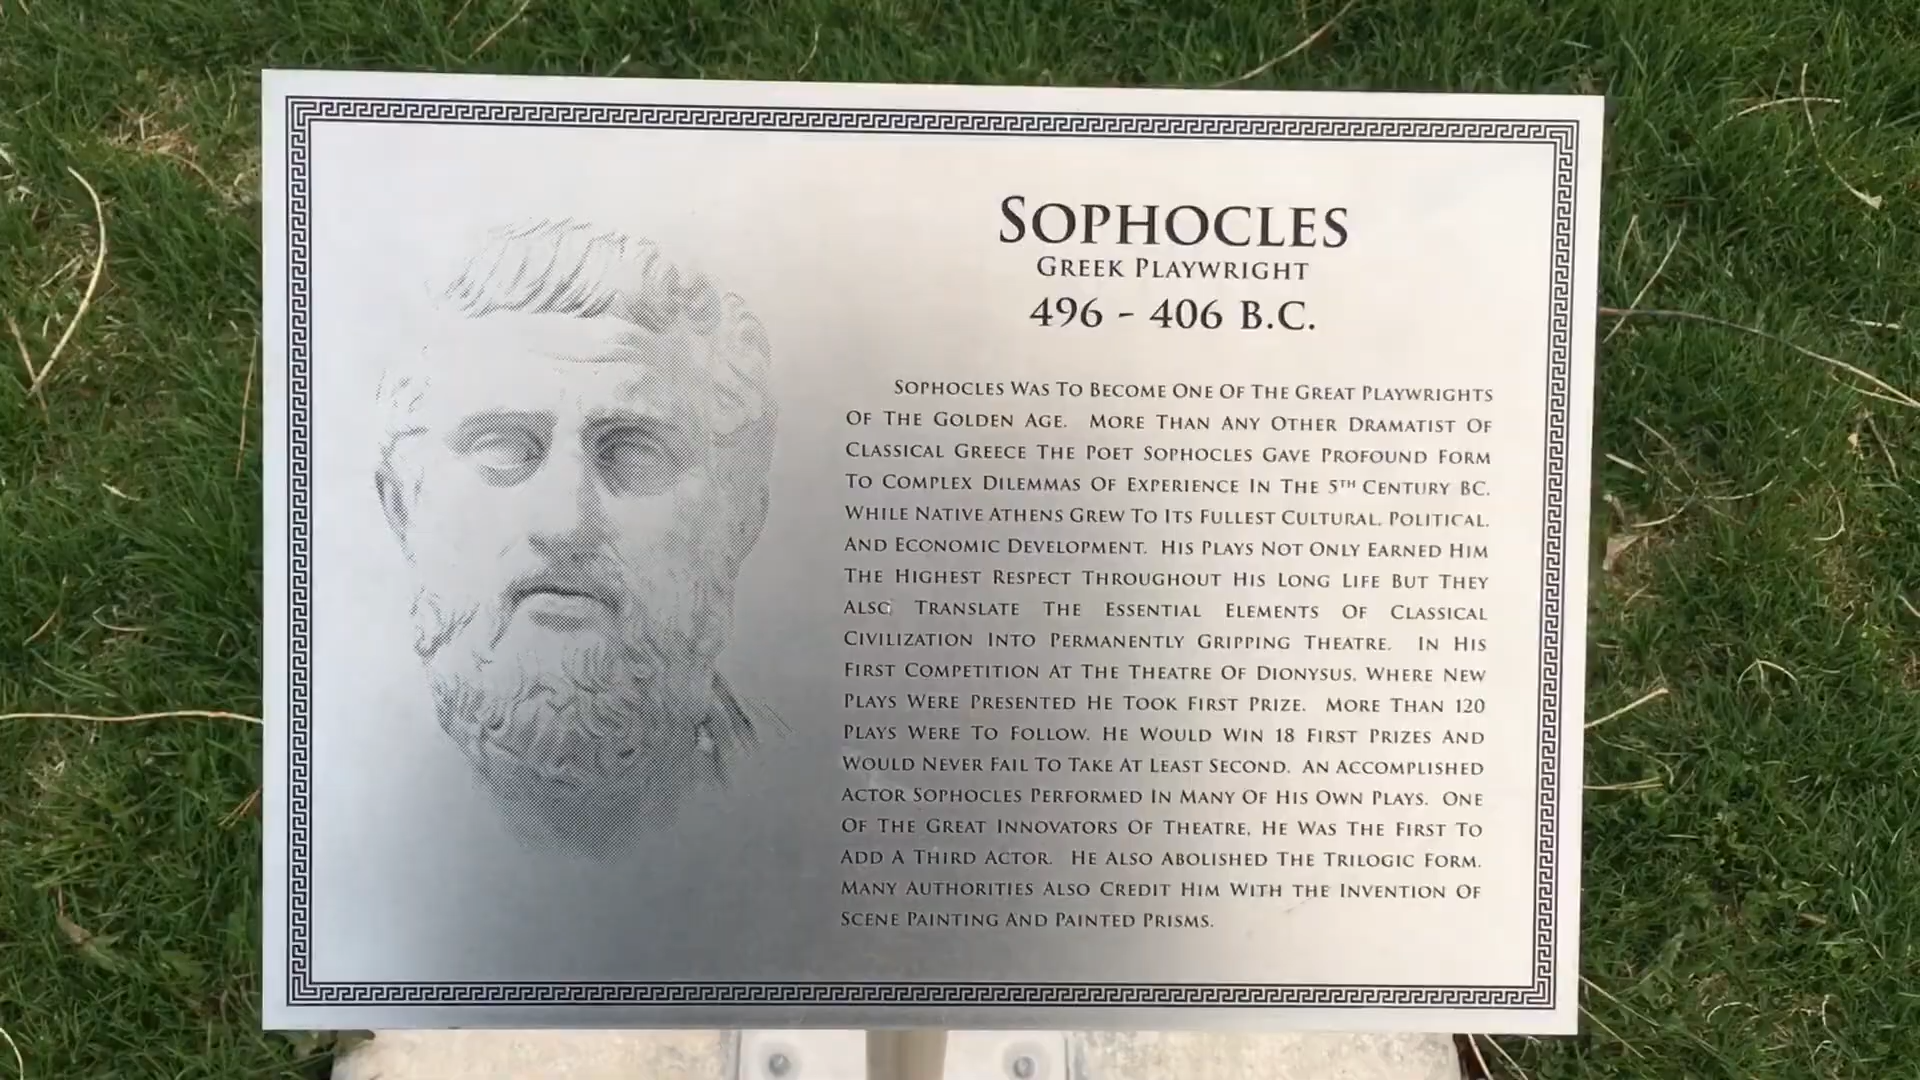 SOPHOCLES
GREEK PLAYWRIGHT
496 - 406 B.C.
SOPHOCLES WAS TO BECOME ONE OF THE GREAT PLAYWRIGHTS
OF THE GOLDEN AGE. MORE THAN ANY OTHER DRAMATIST OF
CLASSICAL GREECE THE POET SOPHOCLES GAVE PROFOUND FORM
TO COMPLEX DILEMMAS OF EXPERIENCE IN THE 5TH CENTURY BC.
WHILE NATIVE ATHENS GREW TO ITS FULLEST CULTURAL, POLITICAL,
AND ECONOMIC DEVELOPMENT. HIS PLAYS NOT ONLY EARNED HIM
THE HIGHEST RESPECT THROUGHOUT HIS LONG LIFE BUT THEY
ALSO TRANSLATE THE ESSENTIAL ELEMENTS OF CLASSICAL
CIVILIZATION INTO PERMANENTLY GRIPPING THEATRE. IN HIS
FIRST COMPETITION AT THE THEATRE OF DIONYSUS, WHERE NEW
PLAYS WERE PRESENTED HE TOOK FIRST PRIZE. MORE THAN 120
PLAYS WERE TO FOLLOW. HE WOULD WIN 18 FIRST PRIZES AND
WOULD NEVER FAIL TO TAKE AT LEAST SECOND. AN ACCOMPLISHED
ACTOR SOPHOCLES PERFORMED IN MANY OF HIS OWN PLAYS. ONE
OF THE GREAT INNOVATORS OF THEATRE, HE WAS THE FIRST TO
ADD A THIRD ACTOR. HE ALSO ABOLISHED THE TRILOGIC FORM.
MANY AUTHORITIES ALSO CREDIT HIM WITH THE INVENTION OF
SCENE PAINTING AND PAINTED PRISMS.